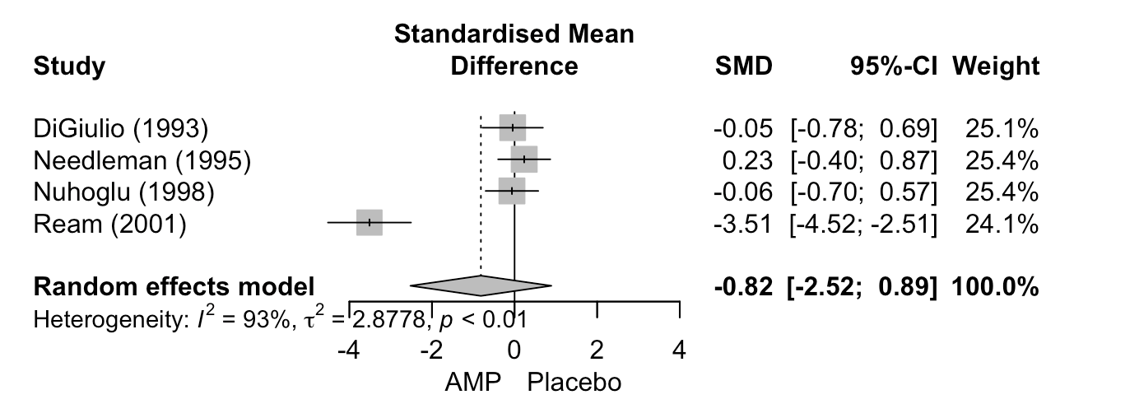 Standardised Mean
Study Difference SMD 95%-CI Weight
DiGiulio (1993) -0.05 [-0.78; 0.69] 25.1%
Needleman (1995) 0.23 [-0.40; 0.87] 25.4%
Nuhoglu (1998) -0.06 [-0.70; 0.57] 25.4%
Ream (2001) -3.51 [-4.52; -2.51] 24.1%
Random effects model -0.82 [-2.52; 0.89] 100.0%
Heterogeneity: I² = 93%, τ² = 2.8778, p < 0.01
-4 -2 0 2 4
AMP Placebo